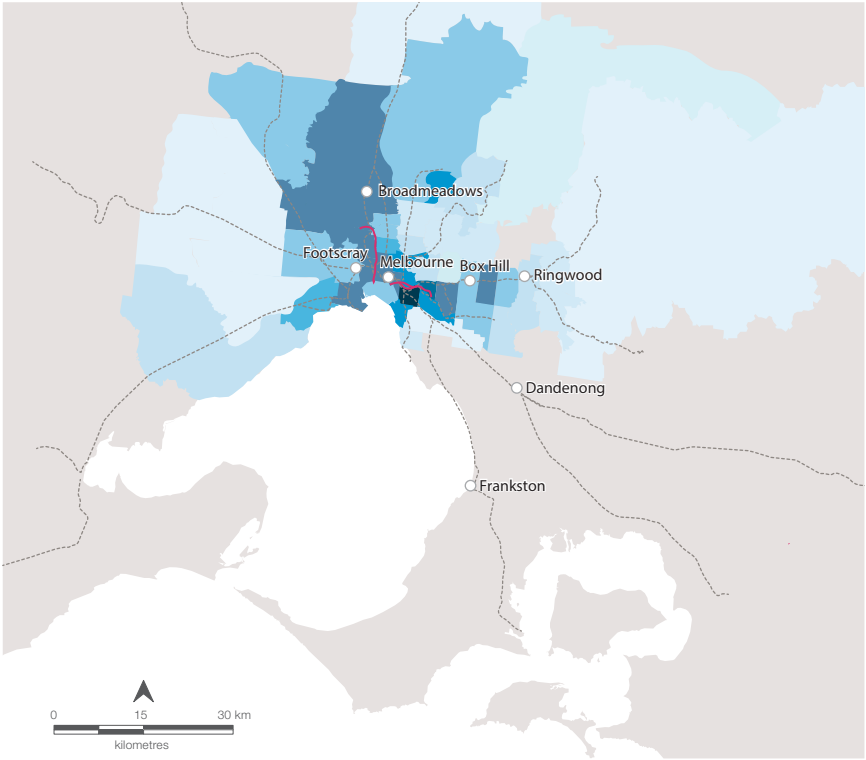 Broadmeadows
Footscray
Melbourne
Box Hill
Ringwood
Dandenong
Frankston
0 15 30 km
kilometres